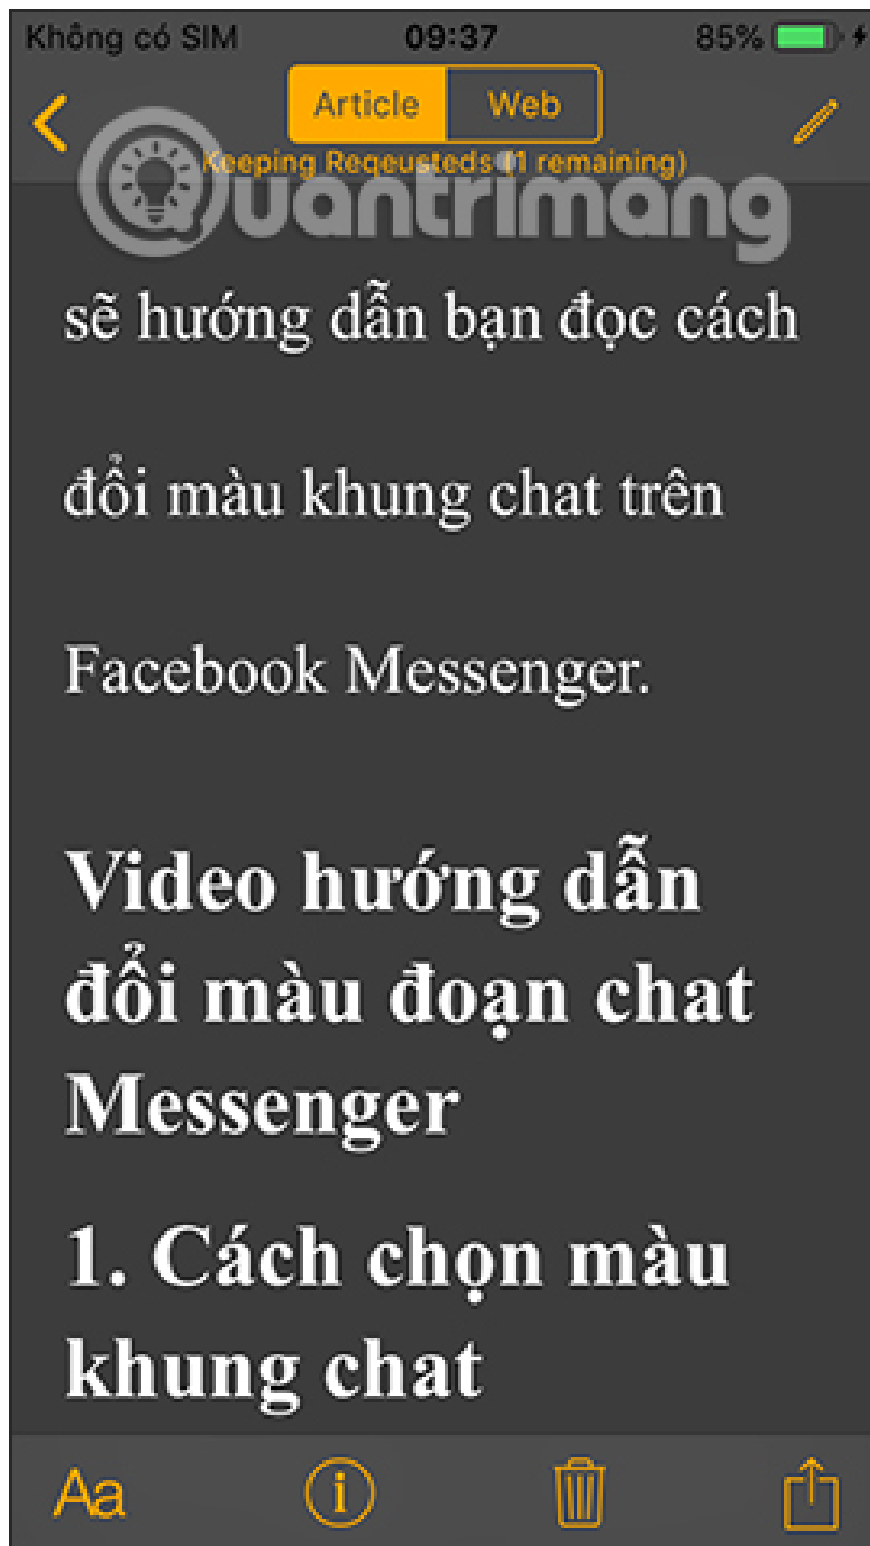 Không có SIM 09:37 85%
Article Web
Keeping Reqeusteds (1 remaining)
Quantrimang
sẽ hướng dẫn bạn đọc cách
đổi màu khung chat trên
Facebook Messenger.
Video hướng dẫn
đổi màu đoạn chat
Messenger
1. Cách chọn màu
khung chat
Aa